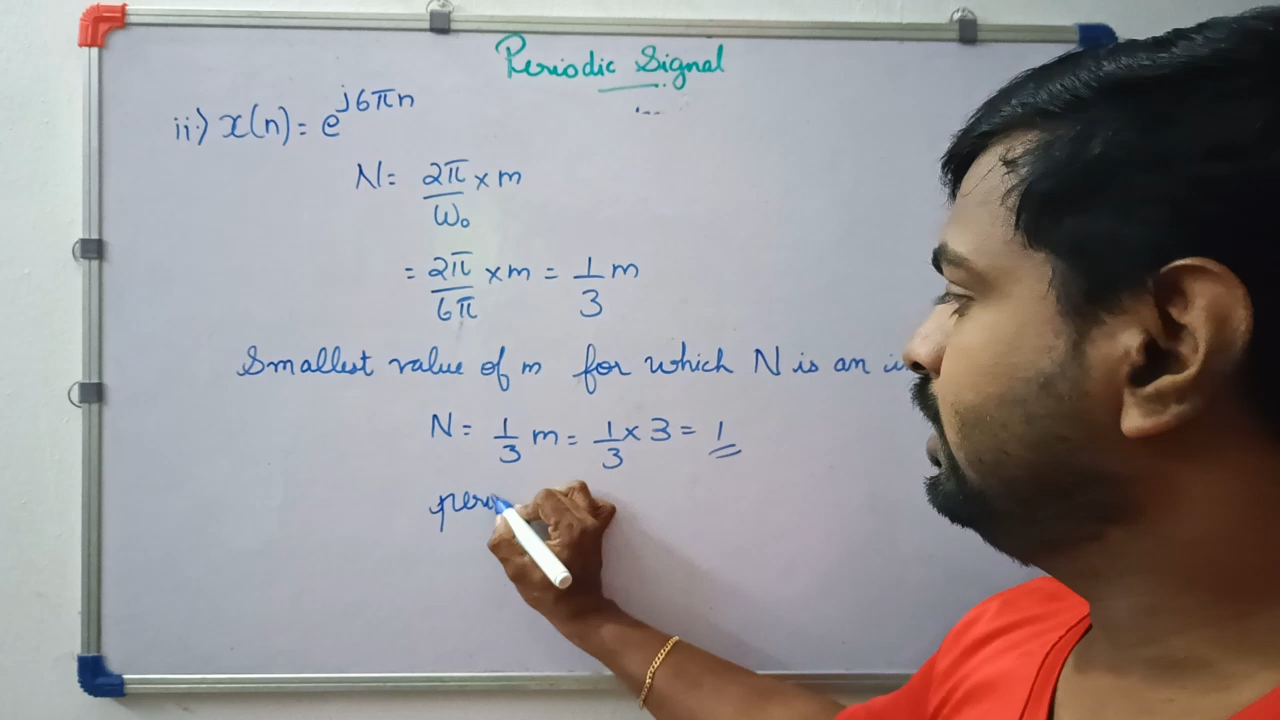 Periodic Signal
ii) x(n) = e^{j6πn}
N = 2π/ω₀ × m
= 2π/6π × m = 1/3 m
Smallest value of m for which N is an
N = 1/3 m = 1/3 × 3 = 1